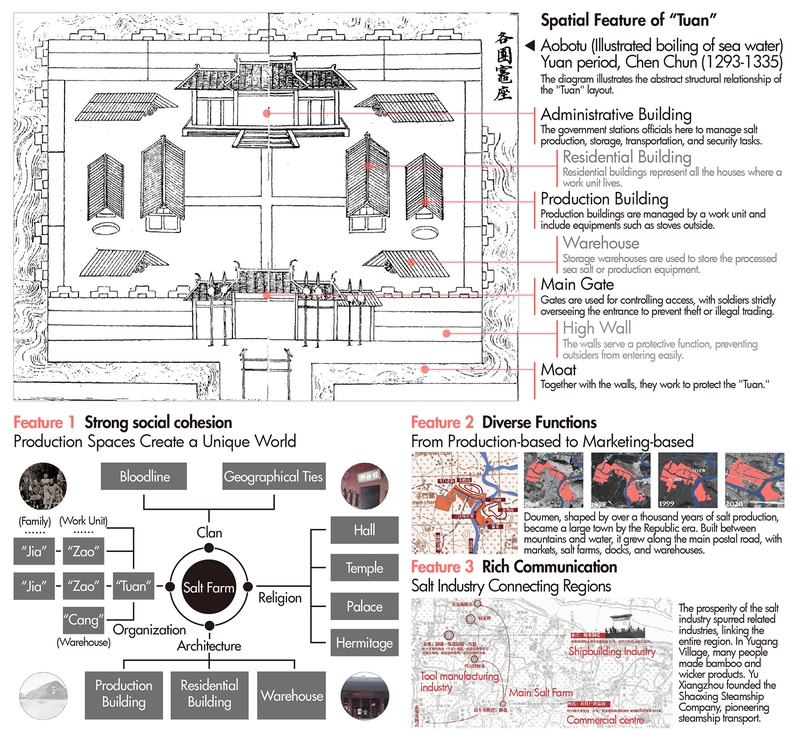 各團竈座
Spatial Feature of “Tuan”
Aobotu (Illustrated boiling of sea water)
Yuan period, Chen Chun (1293-1335)
The diagram illustrates the abstract structural relationship of
the "Tuan" layout.
Administrative Building
The government stations officials here to manage salt
production, storage, transportation, and security tasks.
Residential Building
Residential buildings represent all the houses where a
work unit lives.
Production Building
Production buildings are managed by a work unit and
include equipments such as stoves outside.
Warehouse
Storage warehouses are used to store the processed
sea salt or production equipment.
Main Gate
Gates are used for controlling access, with soldiers strictly
overseeing the entrance to prevent theft or illegal trading.
High Wall
The walls serve a protective function, preventing
outsiders from entering easily.
Moat
Together with the walls, they work to protect the "Tuan."
Feature 1 Strong social cohesion
Production Spaces Create a Unique World
Bloodline
Geographical Ties
(Family)
(Work Unit)
Clan
“Jia”
“Zao”
“Jia”
“Zao”
“Tuan”
“Cang”
(Warehouse)
Salt Farm
Organization
Religion
Architecture
Hall
Temple
Palace
Hermitage
Production
Building
Residential
Building
Warehouse
Feature 2 Diverse Functions
From Production-based to Marketing-based
1999
2020
Doumen, shaped by over a thousand years of salt production,
became a large town by the Republic era. Built between
mountains and water, it grew along the main postal road, with
markets, salt farms, docks, and warehouses.
Feature 3 Rich Communication
Salt Industry Connecting Regions
Shipbuilding Industry
Tool manufacturing
industry
Main Salt Farm
Commercial centre
The prosperity of the salt
industry spurred related
industries, linking the
entire region. In Yugang
Village, many people
made bamboo and
wicker products. Yu
Xiangzhou founded the
Shaoxing Steamship
Company, pioneering
steamship transport.